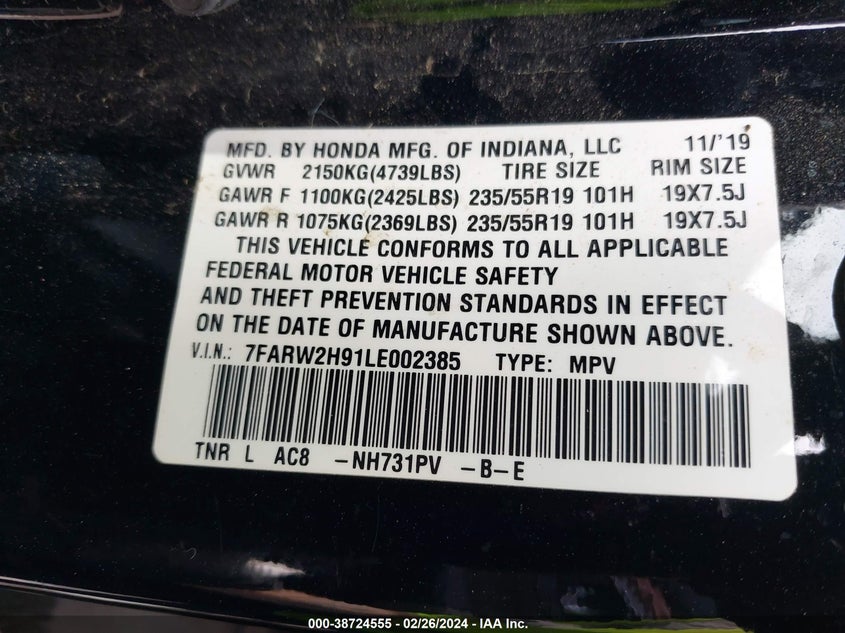 MFD. BY HONDA MFG. OF INDIANA, LLC 11/'19
GVWR 2150KG(4739LBS) TIRE SIZE RIM SIZE
GAWR F 1100KG(2425LBS) 235/55R19 101H 19X7.5J
GAWR R 1075KG(2369LBS) 235/55R19 101H 19X7.5J
THIS VEHICLE CONFORMS TO ALL APPLICABLE
FEDERAL MOTOR VEHICLE SAFETY
AND THEFT PREVENTION STANDARDS IN EFFECT
ON THE DATE OF MANUFACTURE SHOWN ABOVE.
V.I.N.: 7FARW2H91LE002385 TYPE: MPV
TNR L AC8 -NH731PV -B-E
000-38724555 - 02/26/2024 - IAA Inc.